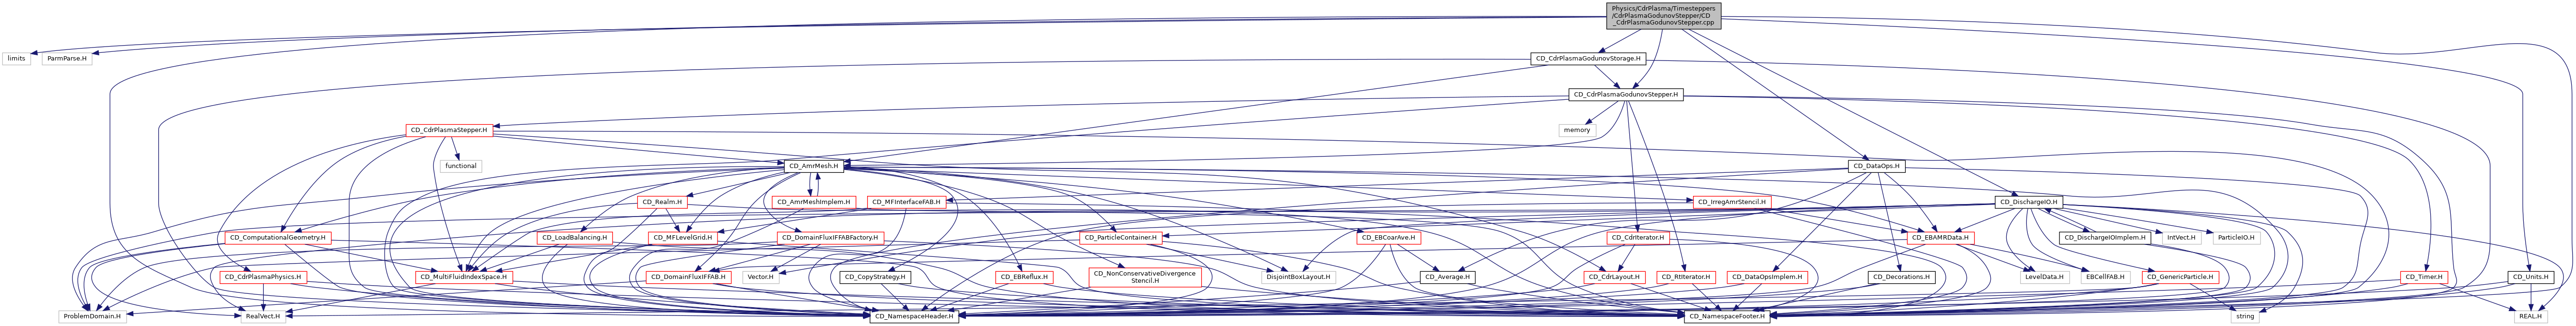 Physics/CdrPlasma/Timesteppers
/CdrPlasmaGodunovStepper/CD
_CdrPlasmaGodunovStepper.cpp
limits
ParmParse.H
CD_CdrPlasmaGodunovStorage.H
CD_CdrPlasmaGodunovStepper.H
CD_CdrPlasmaStepper.H
memory
functional
CD_AmrMesh.H
CD_DataOps.H
CD_Realm.H
CD_AmrMeshImplem.H
CD_MFInterfaceFAB.H
CD_IrregAmrStencil.H
CD_DischargeIO.H
CD_ComputationalGeometry.H
CD_LoadBalancing.H
CD_MFLevelGrid.H
CD_DomainFluxIFFABFactory.H
CD_ParticleContainer.H
CD_EBCoarAve.H
CD_CdrIterator.H
CD_EBAMRData.H
CD_DischargeIOImplem.H
IntVect.H
ParticleIO.H
CD_CdrPlasmaPhysics.H
CD_MultiFluidIndexSpace.H
CD_DomainFluxIFFAB.H
Vector.H
CD_CopyStrategy.H
CD_EBReflux.H
CD_NonConservativeDivergence
Stencil.H
DisjointBoxLayout.H
CD_Average.H
CD_CdrLayout.H
CD_RtIterator.H
CD_DataOpsImplem.H
CD_Decorations.H
LevelData.H
EBCellFAB.H
CD_GenericParticle.H
CD_Timer.H
CD_Units.H
ProblemDomain.H
RealVect.H
CD_NamespaceHeader.H
CD_NamespaceFooter.H
string
REAL.H